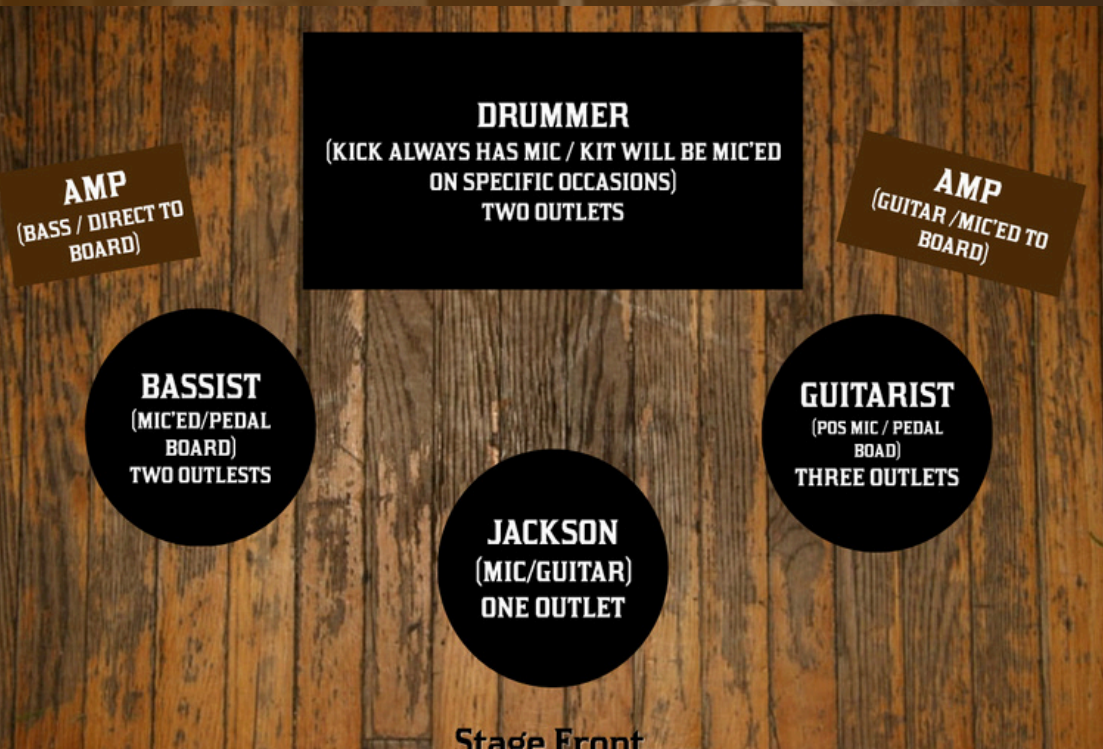 DRUMMER
(KICK ALWAYS HAS MIC / KIT WILL BE MIC'ED
ON SPECIFIC OCCASIONS)
TWO OUTLETS
AMP
(BASS / DIRECT TO
BOARD)
AMP
(GUITAR /MIC'ED TO
BOARD)
BASSIST
(MIC'ED/PEDAL
BOARD)
TWO OUTLESTS
GUITARIST
(POS MIC / PEDAL
BOAD)
THREE OUTLETS
JACKSON
(MIC/GUITAR)
ONE OUTLET
Stage Front